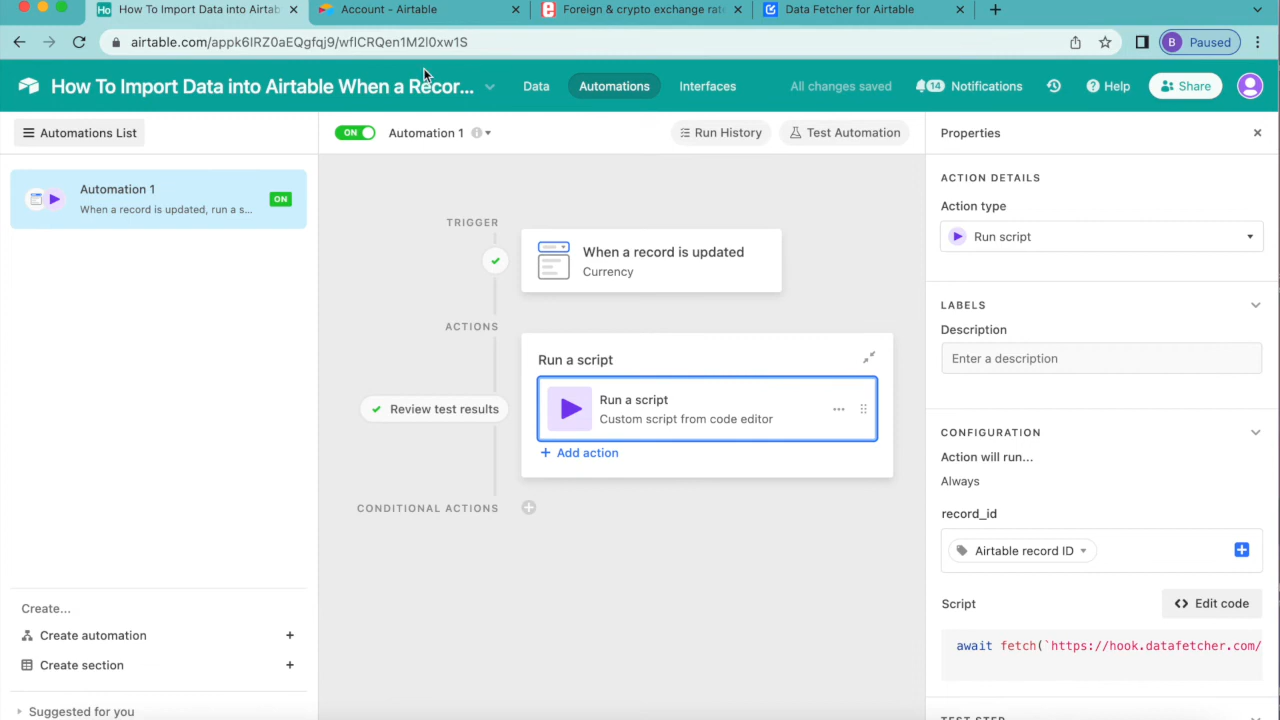 How To Import Data into Airtab
Account - Airtable
Foreign & crypto exchange rate
Data Fetcher for Airtable
airtable.com/appk6IRZ0aEQgfqj9/wflCRQen1M2l0xw1S
B Paused
How To Import Data into Airtable When a Recor...
Data
Automations
Interfaces
All changes saved
14 Notifications
Help
Share
Automations List
ON Automation 1
Run History
Test Automation
Properties
Automation 1
When a record is updated, run a s...
ON
TRIGGER
When a record is updated
Currency
ACTIONS
Run a script
Review test results
Run a script
Custom script from code editor
+ Add action
CONDITIONAL ACTIONS
ACTION DETAILS
Action type
Run script
LABELS
Description
Enter a description
CONFIGURATION
Action will run...
Always
record_id
Airtable record ID
Script
<> Edit code
await fetch(`https://hook.datafetcher.com/
TEST STEP
Create...
Create automation +
Create section +
Suggested for you